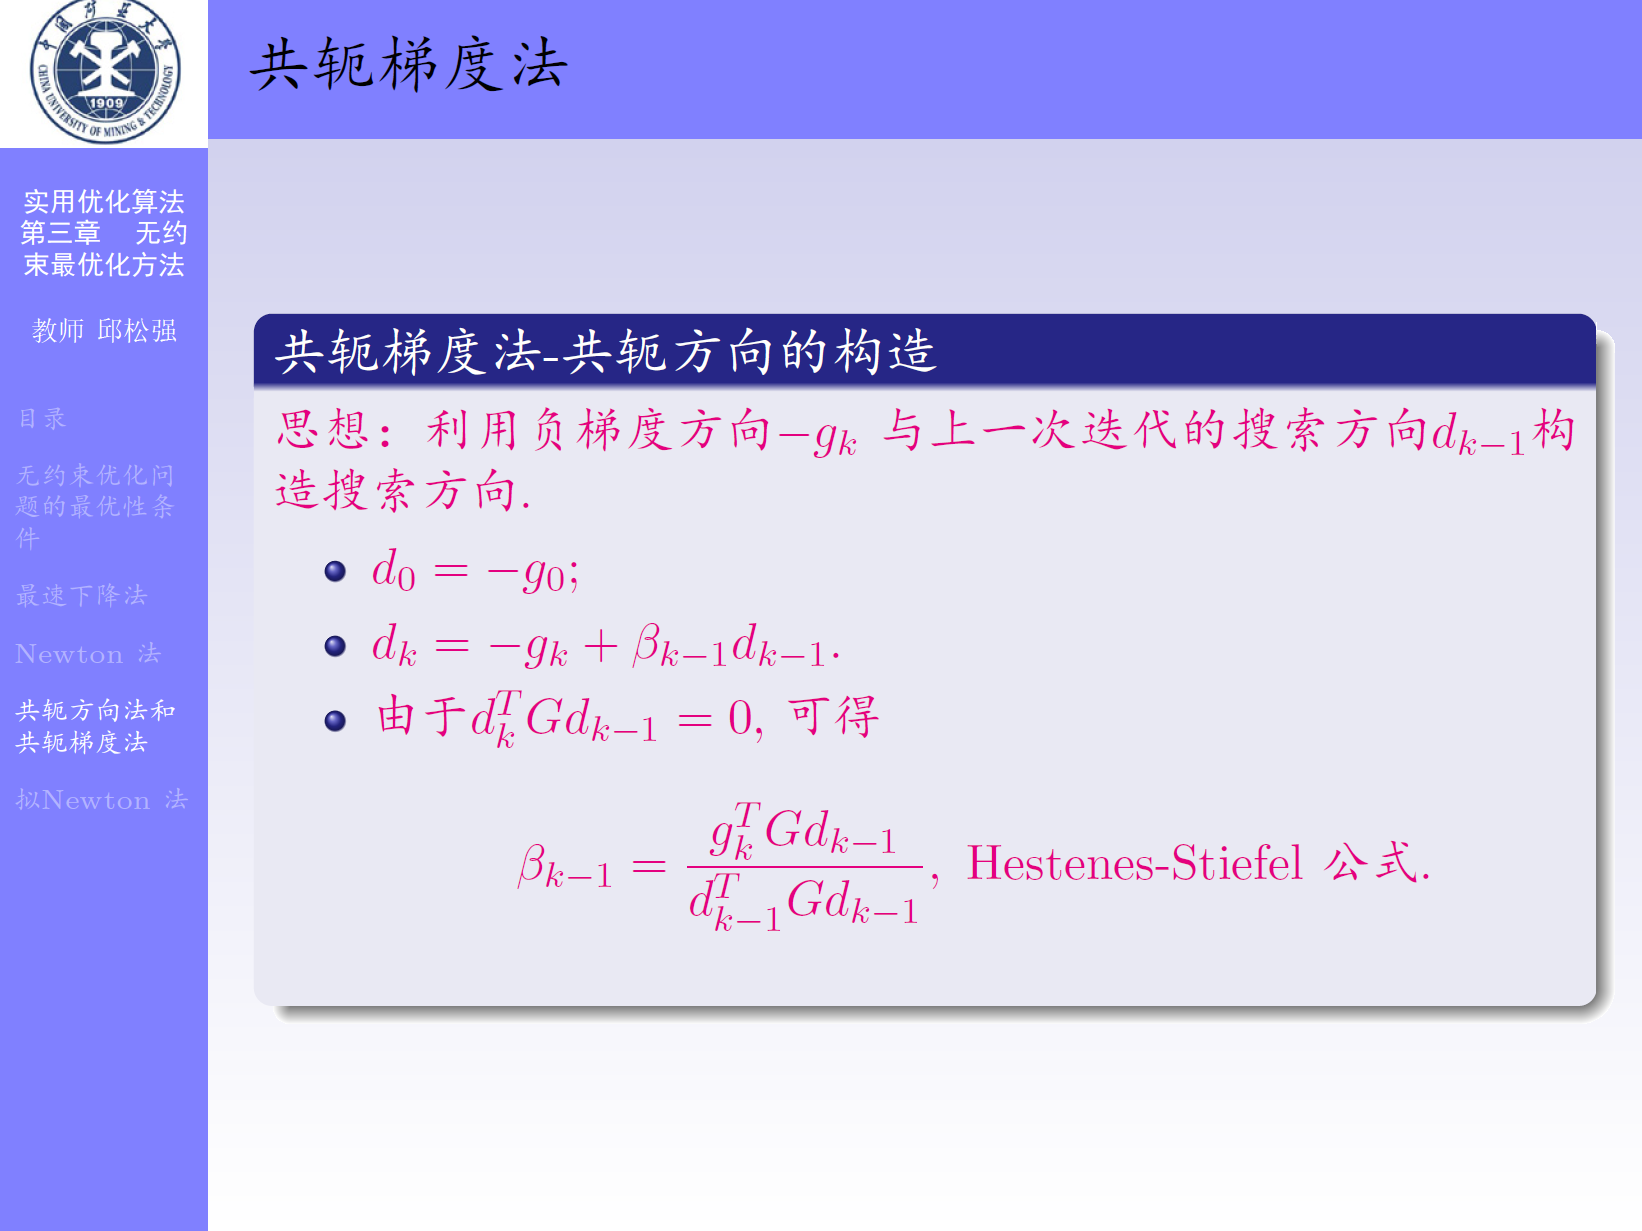 中国矿业大学
CHINA UNIVERSITY OF MINING & TECHNOLOGY
1909
共轭梯度法
实用优化算法
第三章 无约
束最优化方法
教师 邱松强
目录
无约束优化问
题的最优性条
件
最速下降法
Newton 法
共轭方向法和
共轭梯度法
拟Newton 法
共轭梯度法-共轭方向的构造
思想：利用负梯度方向$-g_k$ 与上一次迭代的搜索方向$d_{k-1}$构
造搜索方向.
$d_0 = -g_0$;
$d_k = -g_k + \beta_{k-1}d_{k-1}$.
由于$d_k^T G d_{k-1} = 0$, 可得
$\beta_{k-1} = \frac{g_k^T G d_{k-1}}{d_{k-1}^T G d_{k-1}}$, Hestenes-Stiefel 公式.